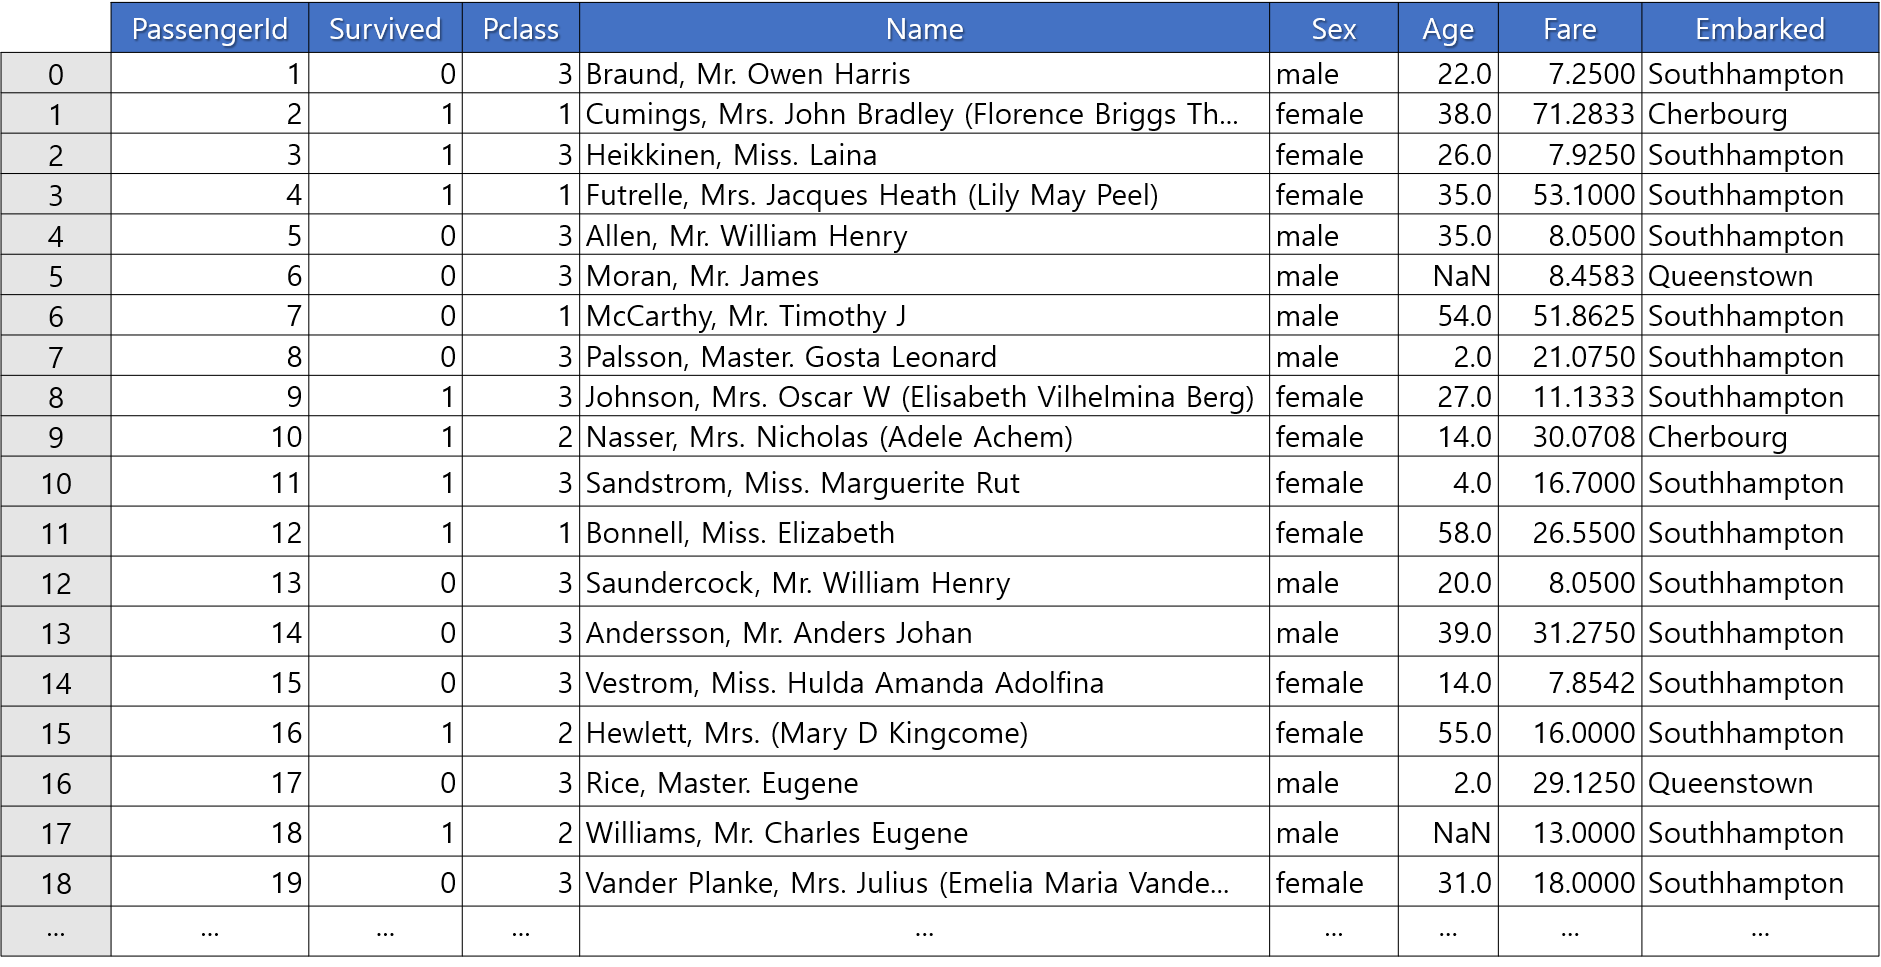 PassengerId Survived Pclass Name Sex Age Fare Embarked
0 1 0 3 Braund, Mr. Owen Harris male 22.0 7.2500 Southhampton
1 2 1 1 Cumings, Mrs. John Bradley (Florence Briggs Th... female 38.0 71.2833 Cherbourg
2 3 1 3 Heikkinen, Miss. Laina female 26.0 7.9250 Southhampton
3 4 1 1 Futrelle, Mrs. Jacques Heath (Lily May Peel) female 35.0 53.1000 Southhampton
4 5 0 3 Allen, Mr. William Henry male 35.0 8.0500 Southhampton
5 6 0 3 Moran, Mr. James male NaN 8.4583 Queenstown
6 7 0 1 McCarthy, Mr. Timothy J male 54.0 51.8625 Southhampton
7 8 0 3 Palsson, Master. Gosta Leonard male 2.0 21.0750 Southhampton
8 9 1 3 Johnson, Mrs. Oscar W (Elisabeth Vilhelmina Berg) female 27.0 11.1333 Southhampton
9 10 1 2 Nasser, Mrs. Nicholas (Adele Achem) female 14.0 30.0708 Cherbourg
10 11 1 3 Sandstrom, Miss. Marguerite Rut female 4.0 16.7000 Southhampton
11 12 1 1 Bonnell, Miss. Elizabeth female 58.0 26.5500 Southhampton
12 13 0 3 Saundercock, Mr. William Henry male 20.0 8.0500 Southhampton
13 14 0 3 Andersson, Mr. Anders Johan male 39.0 31.2750 Southhampton
14 15 0 3 Vestrom, Miss. Hulda Amanda Adolfina female 14.0 7.8542 Southhampton
15 16 1 2 Hewlett, Mrs. (Mary D Kingcome) female 55.0 16.0000 Southhampton
16 17 0 3 Rice, Master. Eugene male 2.0 29.1250 Queenstown
17 18 1 2 Williams, Mr. Charles Eugene male NaN 13.0000 Southhampton
18 19 0 3 Vander Planke, Mrs. Julius (Emelia Maria Vande... female 31.0 18.0000 Southhampton
... ... ... ... ... ... ... ... ...